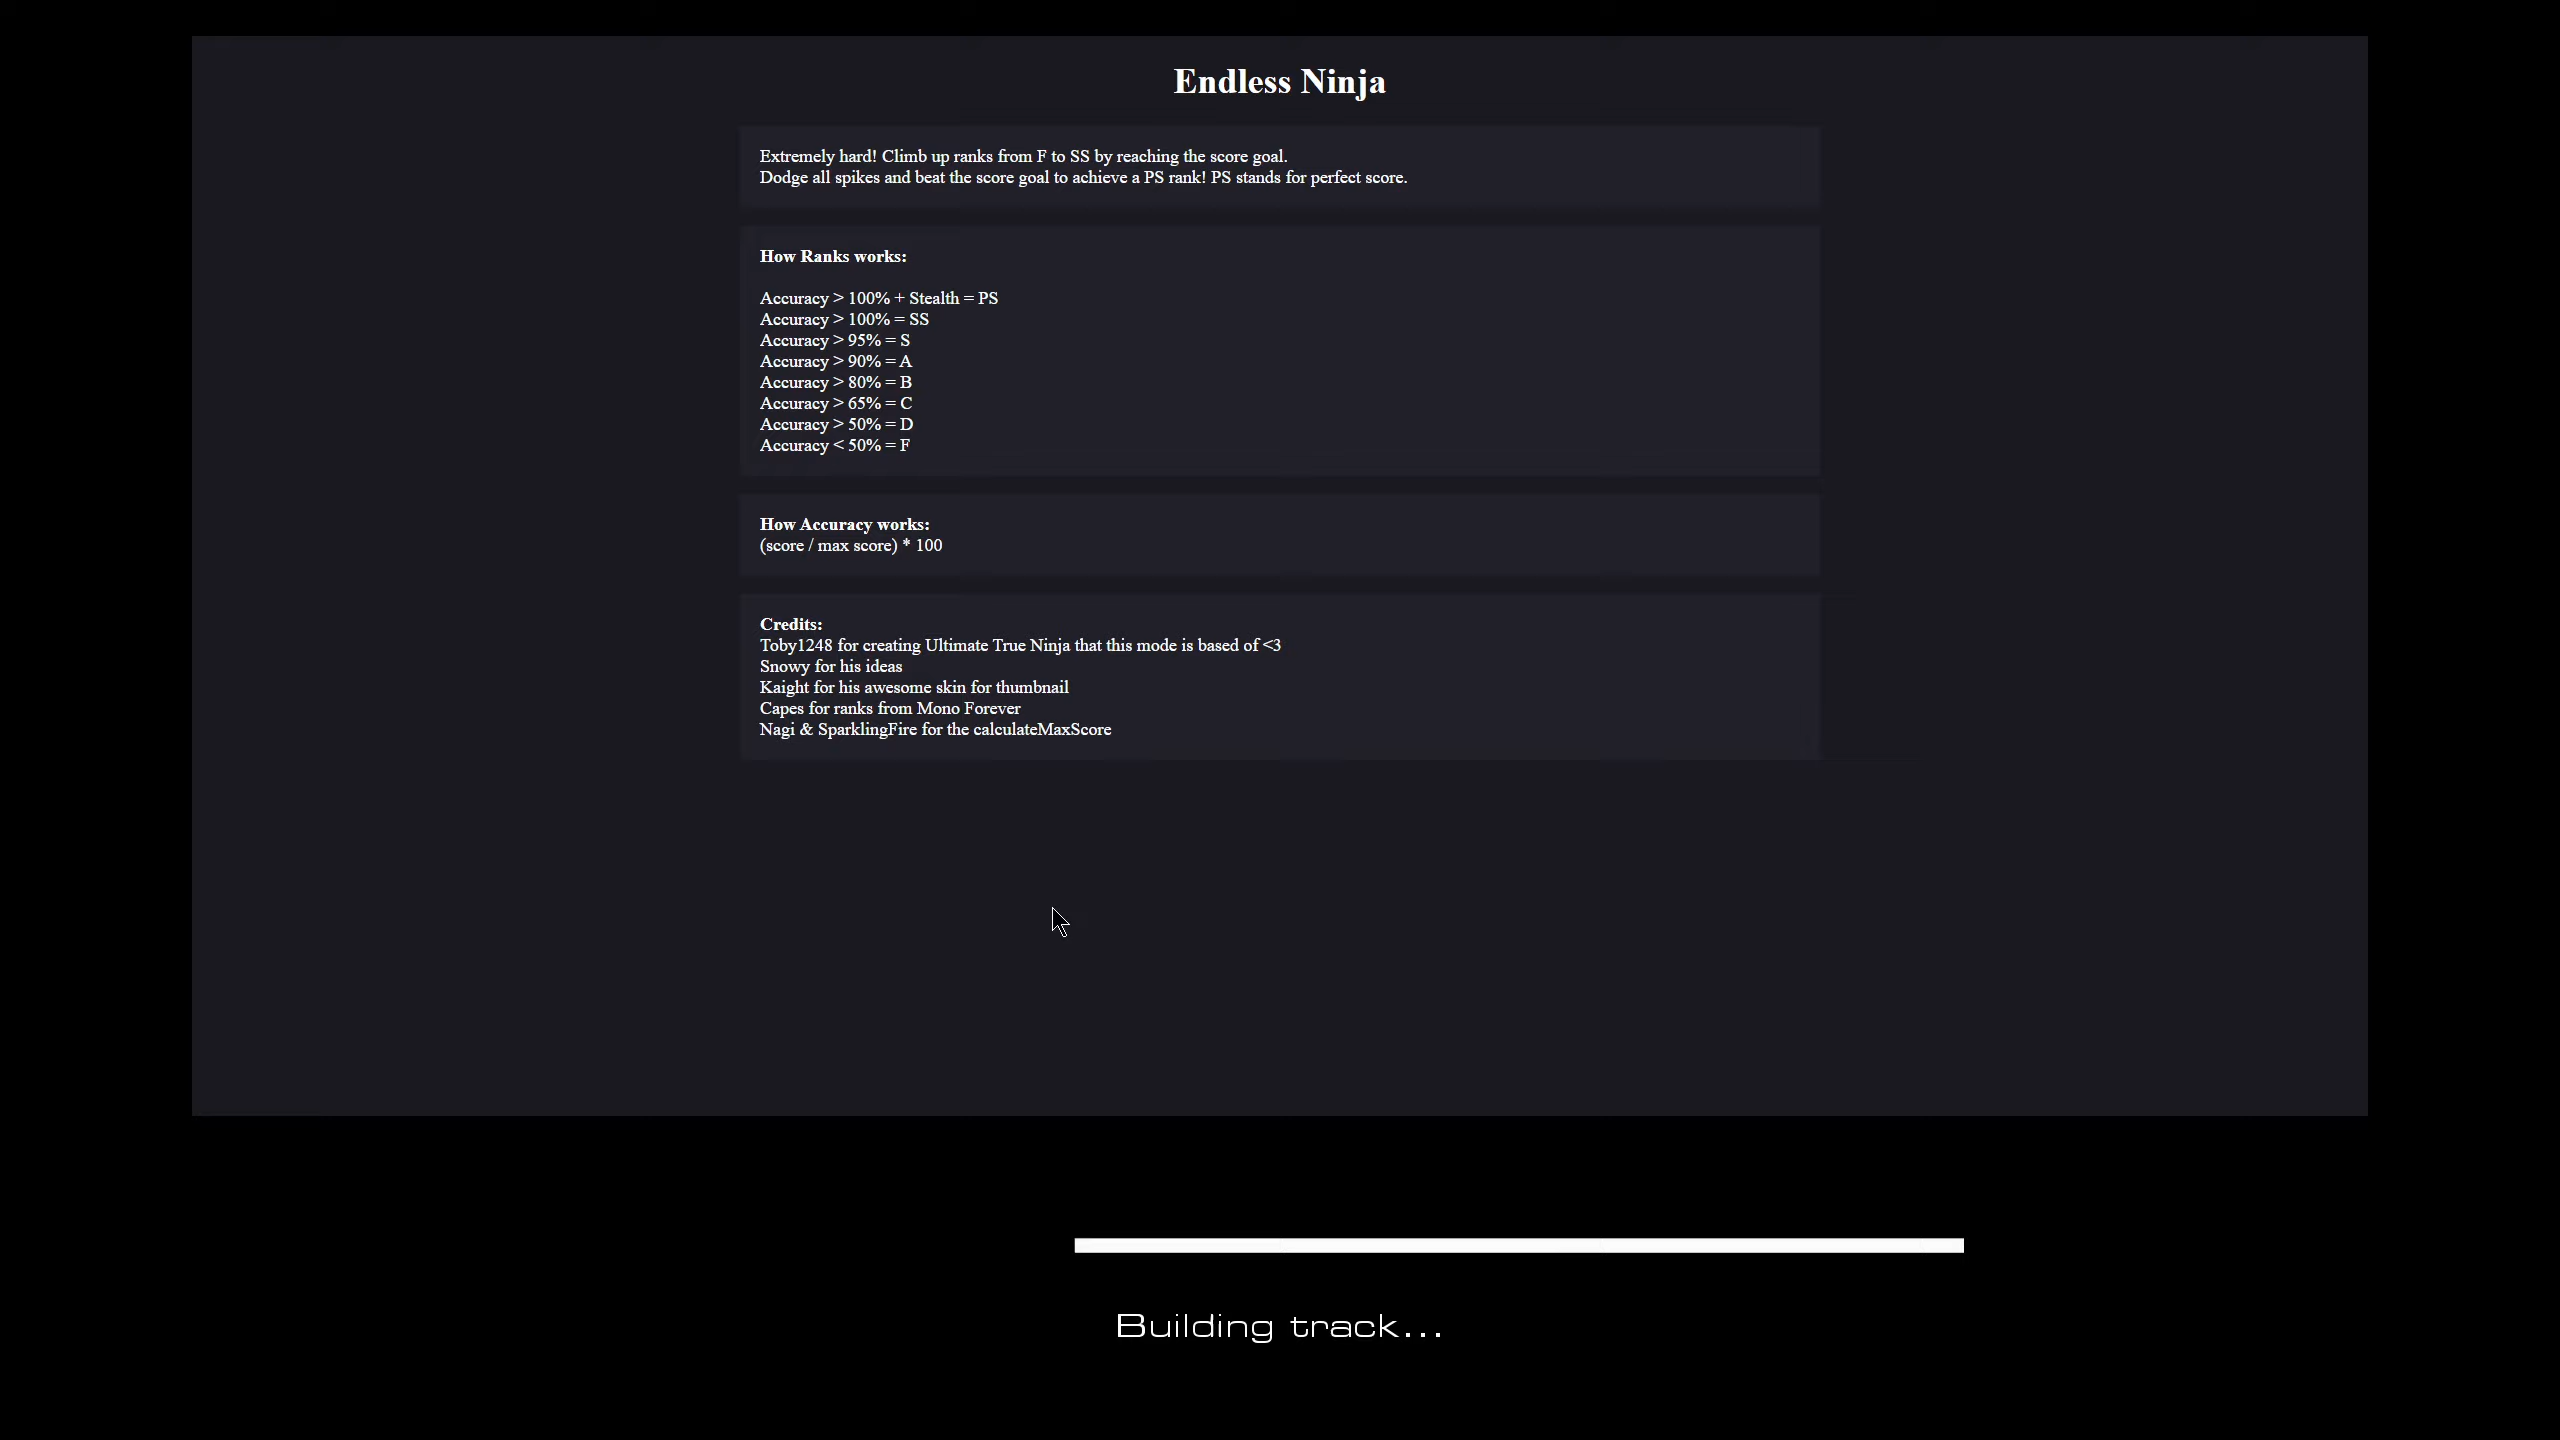 Endless Ninja
Extremely hard! Climb up ranks from F to SS by reaching the score goal.
Dodge all spikes and beat the score goal to achieve a PS rank! PS stands for perfect score.
How Ranks works:
Accuracy > 100% + Stealth = PS
Accuracy > 100% = SS
Accuracy > 95% = S
Accuracy > 90% = A
Accuracy > 80% = B
Accuracy > 65% = C
Accuracy > 50% = D
Accuracy < 50% = F
How Accuracy works:
(score / max score) * 100
Credits:
Toby1248 for creating Ultimate True Ninja that this mode is based of <3
Snowy for his ideas
Kaight for his awesome skin for thumbnail
Capes for ranks from Mono Forever
Nagi & SparklingFire for the calculateMaxScore
Building track...